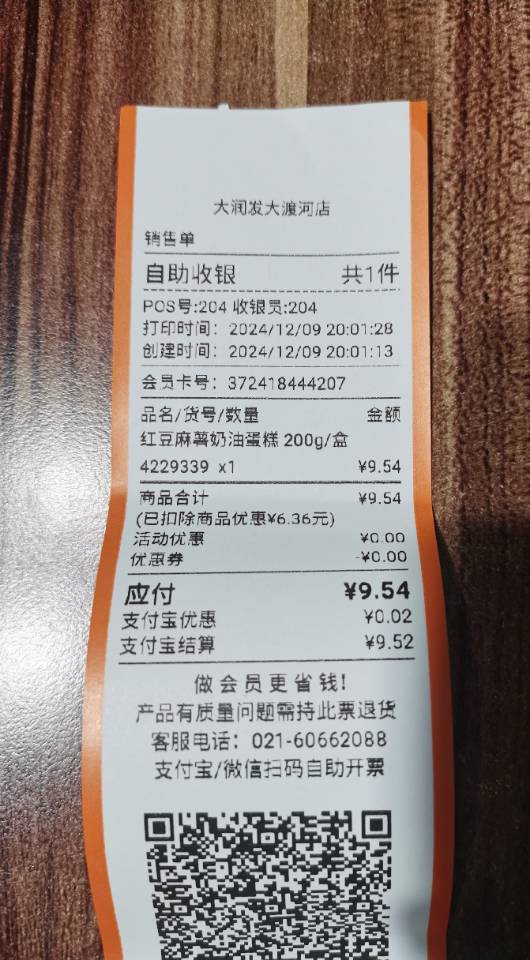 大润发大渡河店
销售单
自助收银 共1件
POS号:204 收银员:204
打印时间: 2024/12/09 20:01:28
创建时间: 2024/12/09 20:01:13
会员卡号: 372418444207
品名/货号/数量 金额
红豆麻薯奶油蛋糕 200g/盒
4229339 x1 ¥9.54
商品合计 ¥9.54
(已扣除商品优惠¥6.36元)
活动优惠 ¥0.00
优惠券 -¥0.00
应付 ¥9.54
支付宝优惠 ¥0.02
支付宝结算 ¥9.52
做会员更省钱!
产品有质量问题需持此票退货
客服电话: 021-60662088
支付宝/微信扫码自助开票